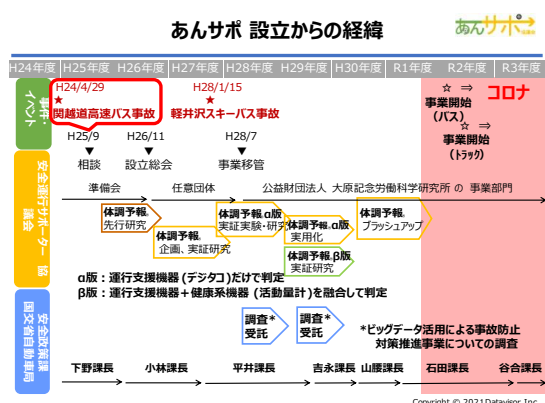 あんサポ 設立からの経緯
あんサポ
H24年度 H25年度 H26年度 H27年度 H28年度 H29年度 H30年度 R1年度 R2年度 R3年度
事件・
イベント
H24/4/29
★
関越道高速バス事故
H28/1/15
★
軽井沢スキーバス事故
☆ ⇒
事業開始
(バス)
コロナ
☆ ⇒
事業開始
(トラック)
H25/9
▼
相談
H26/11
▼
設立総会
H28/7
▼
事業移管
安全運行サポーター 協
議会
準備会
任意団体
公益財団法人 大原記念労働科学研究所 の 事業部門
体調予報®
先行研究
体調予報®
企画、実証研究
体調予報®α版
実証実験・研究
体調予報®α版
実用化
体調予報®β版
実証研究
体調予報®
ブラッシュアップ
α版：運行支援機器 (デジタコ)だけで判定
β版：運行支援機器＋健康系機器 (活動量計)を融合して判定
安全政策課
国交省自動車局
調査*
受託
調査*
受託
*ビッグデータ活用による事故防止
対策推進事業についての調査
下野課長 小林課長 平井課長 吉永課長 山腰課長 石田課長 谷合課長
Copyright © 2021Datavisor Inc